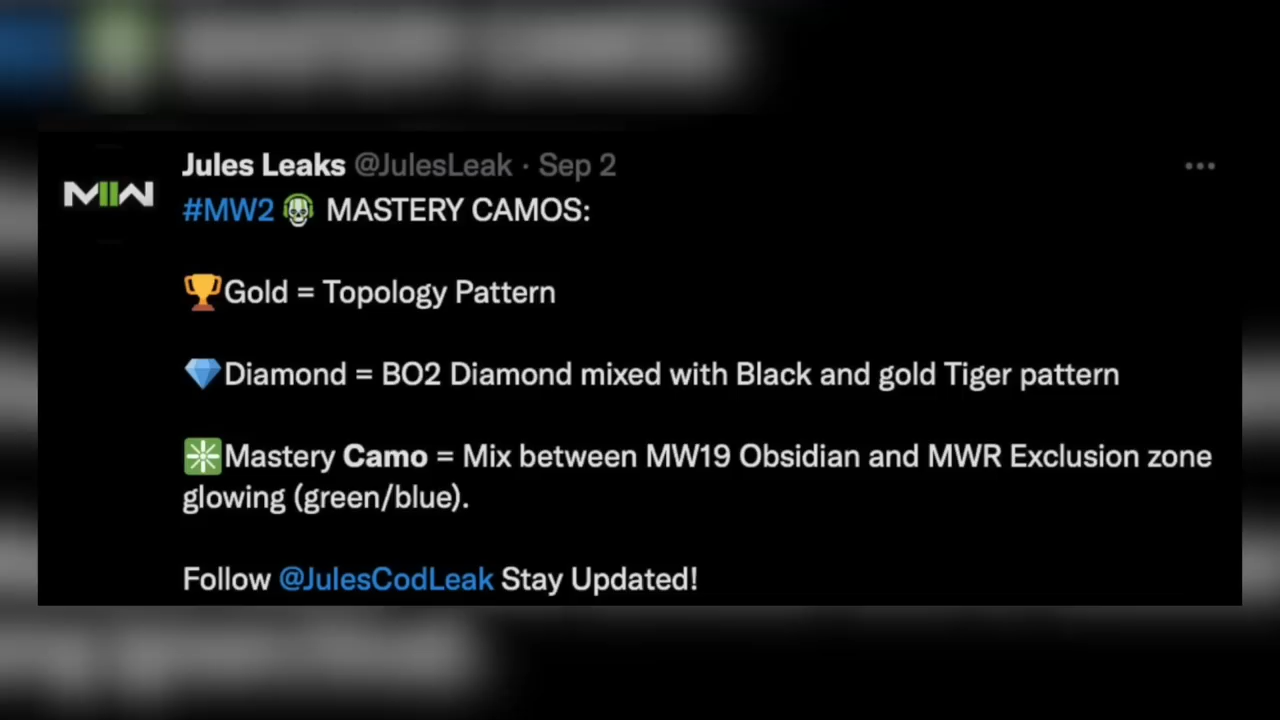 Jules Leaks @JulesLeak · Sep 2
MWII
#MW2 MASTERY CAMOS:
🏆Gold = Topology Pattern
💎Diamond = BO2 Diamond mixed with Black and gold Tiger pattern
❇️Mastery Camo = Mix between MW19 Obsidian and MWR Exclusion zone
glowing (green/blue).
Follow @JulesCodLeak Stay Updated!